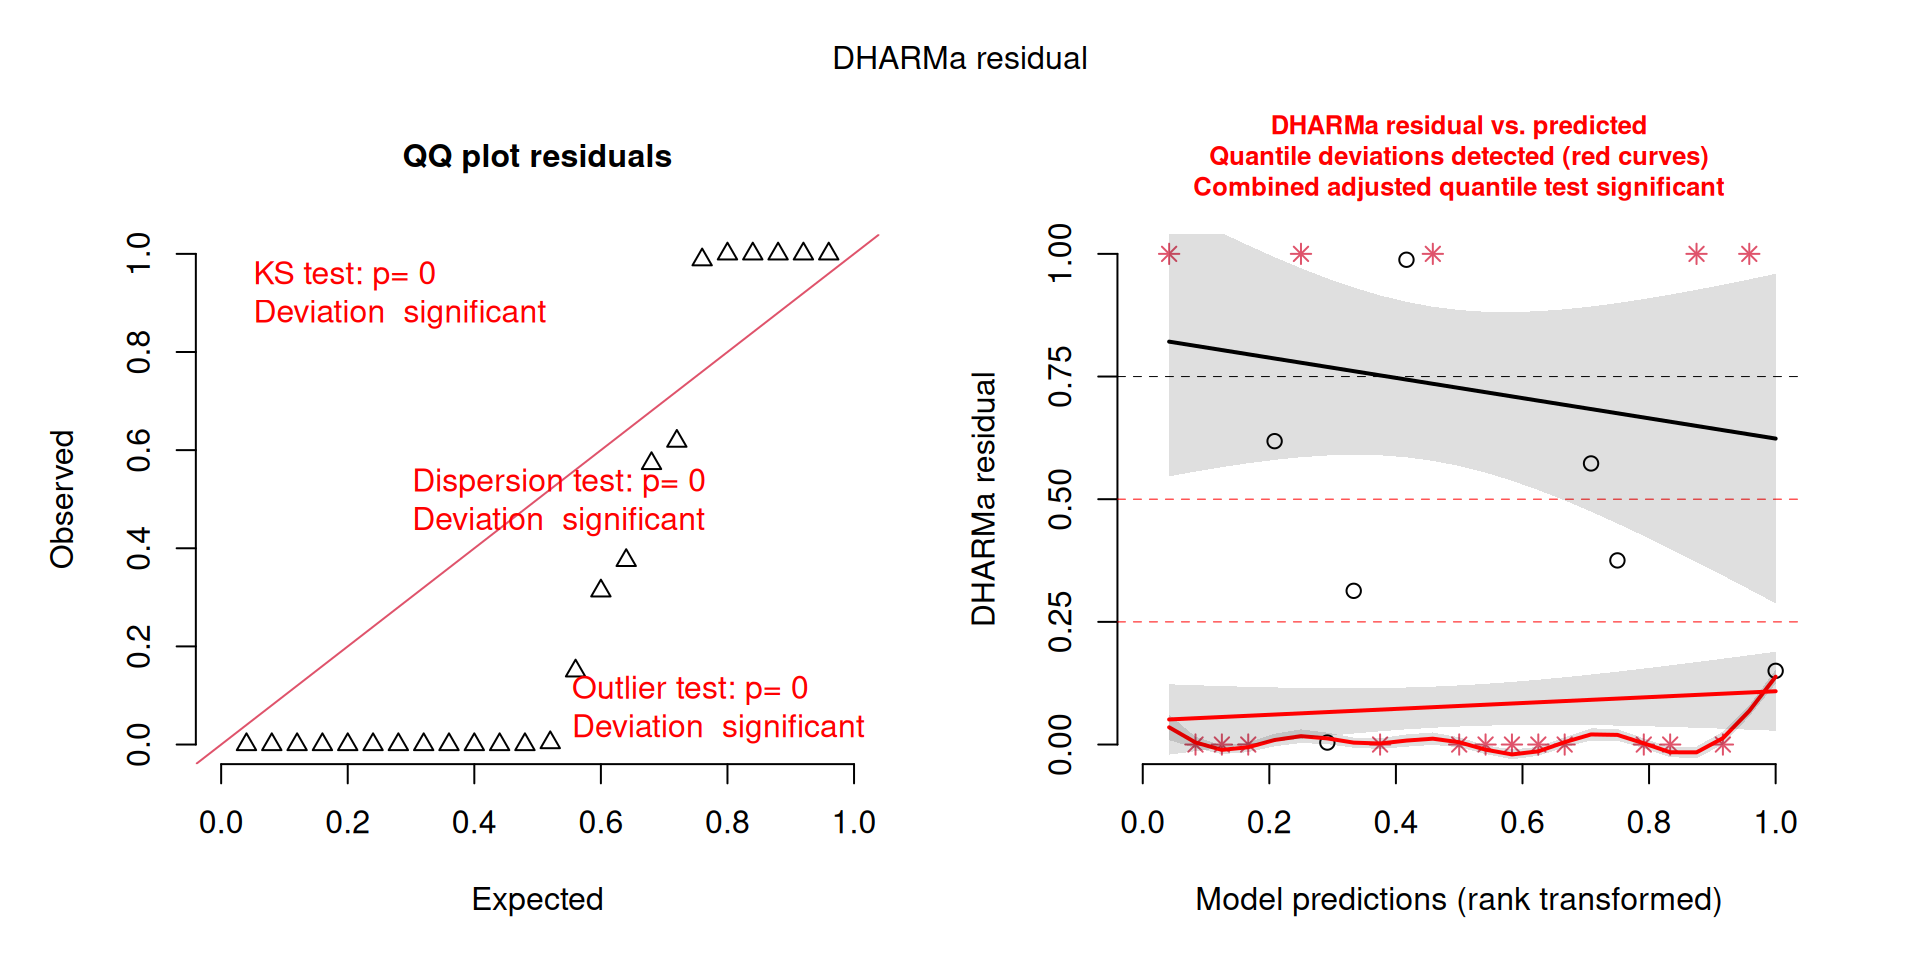 DHARMa residual
QQ plot residuals
KS test: p= 0
Deviation  significant
Dispersion test: p= 0
Deviation  significant
Outlier test: p= 0
Deviation  significant
Observed
0.0 0.2 0.4 0.6 0.8 1.0
0.0 0.2 0.4 0.6 0.8 1.0
Expected
DHARMa residual vs. predicted
Quantile deviations detected (red curves)
Combined adjusted quantile test significant
DHARMa residual
0.00 0.25 0.50 0.75 1.00
0.0 0.2 0.4 0.6 0.8 1.0
Model predictions (rank transformed)